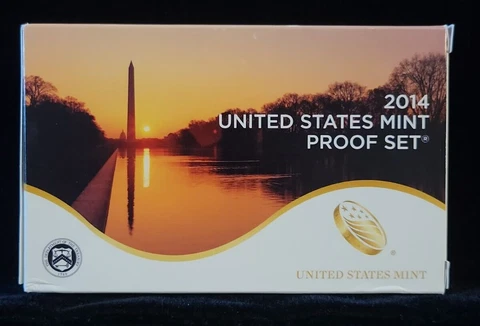 2014
UNITED STATES MINT
PROOF SET®
®
UNITED STATES MINT